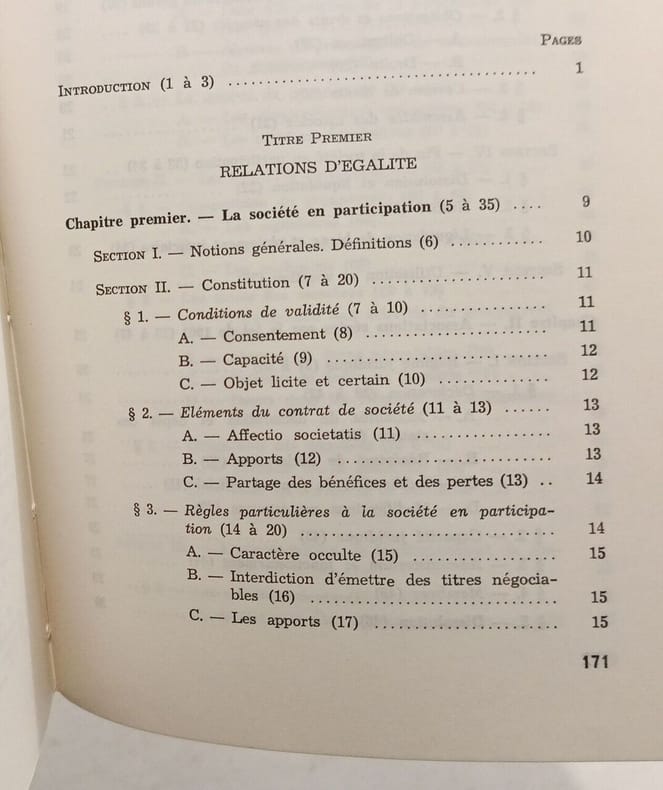 PAGES
INTRODUCTION (1 à 3) ........................................ 1
TITRE PREMIER
RELATIONS D'EGALITE
Chapitre premier. — La société en participation (5 à 35) .... 9
SECTION I. — Notions générales. Définitions (6) ............ 10
SECTION II. — Constitution (7 à 20) ...................... 11
§ 1. — Conditions de validité (7 à 10) ................ 11
A. — Consentement (8) ....................... 11
B. — Capacité (9) ............................ 12
C. — Objet licite et certain (10) .............. 12
§ 2. — Eléments du contrat de société (11 à 13) ...... 13
A. — Affectio societatis (11) ................. 13
B. — Apports (12) ........................... 13
C. — Partage des bénéfices et des pertes (13) .. 14
§ 3. — Règles particulières à la société en participa-
tion (14 à 20) ................................ 14
A. — Caractère occulte (15) .................. 15
B. — Interdiction d'émettre des titres négocia-
bles (16) ............................... 15
C. — Les apports (17) ....................... 15
171